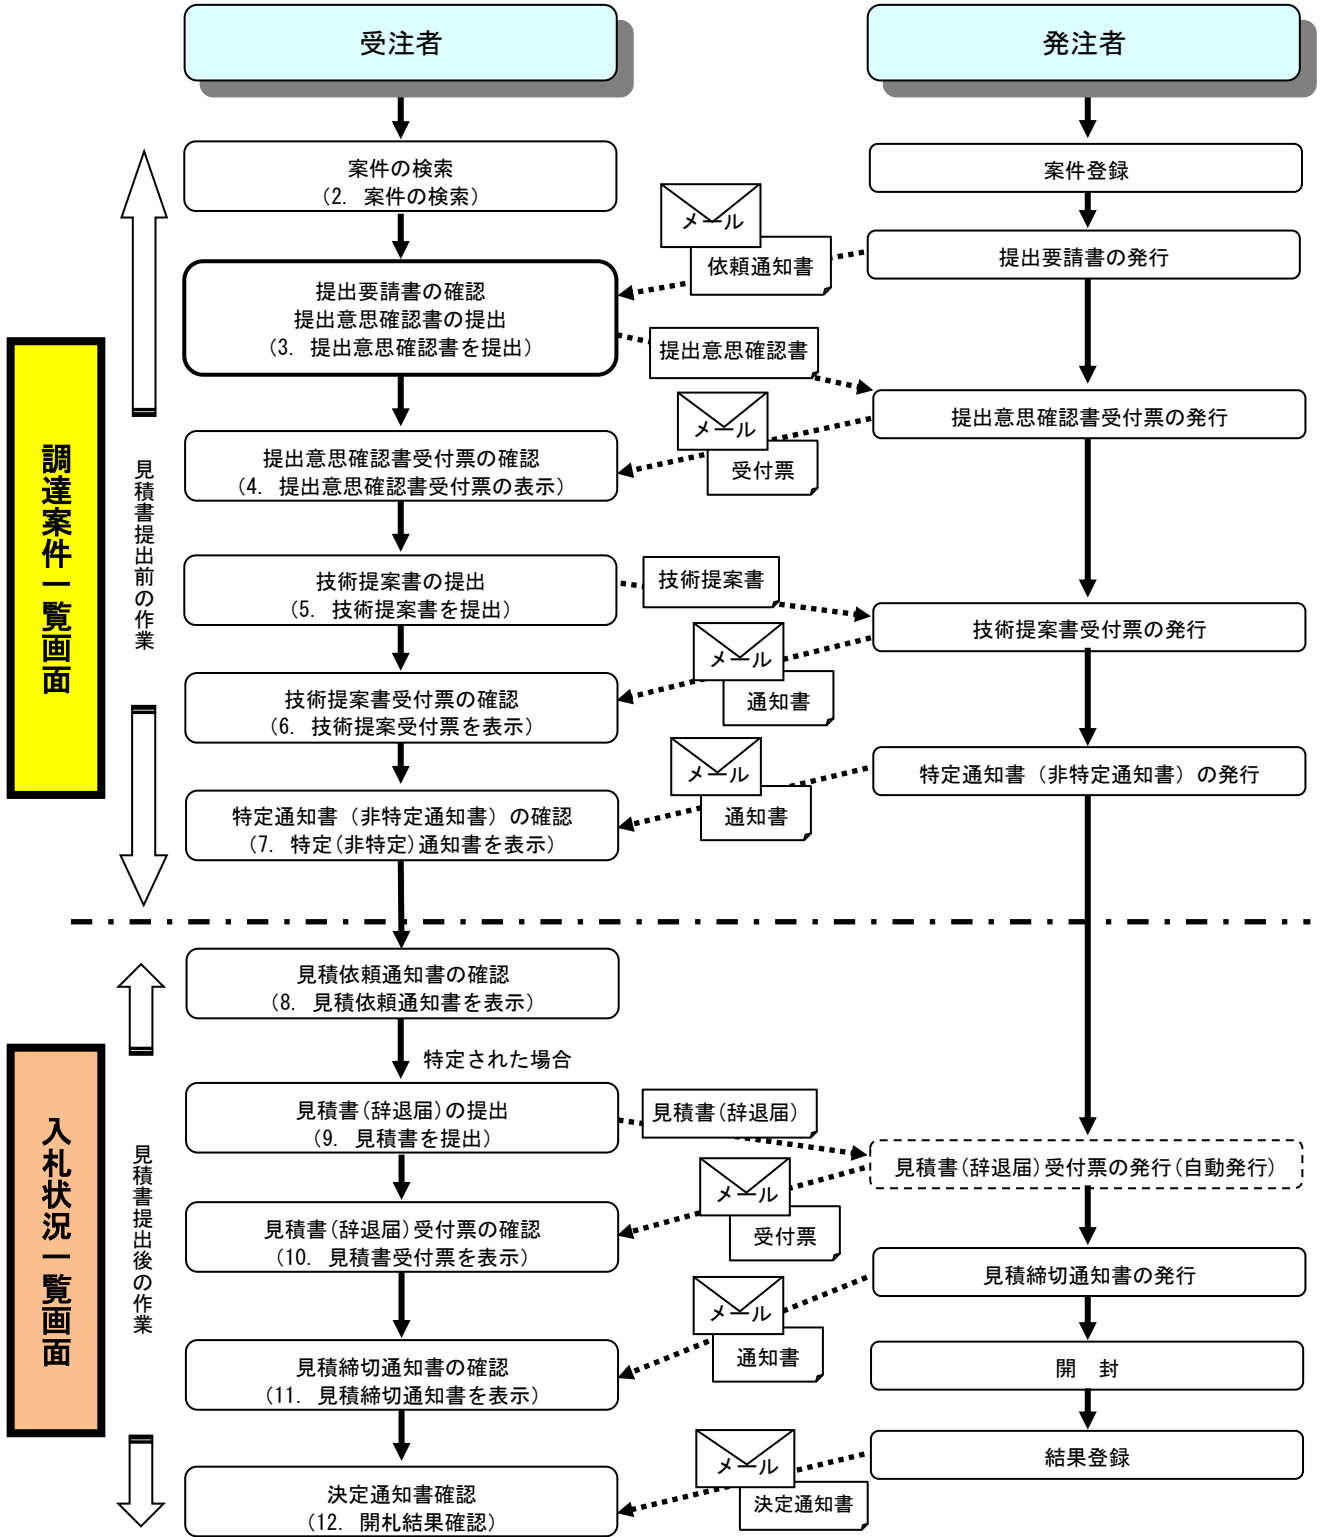 受注者
発注者
案件の検索
(2. 案件の検索)
案件登録
メール
依頼通知書
提出要請書の発行
提出要請書の確認
提出意思確認書の提出
(3. 提出意思確認書を提出)
提出意思確認書
提出意思確認書受付票の発行
メール
受付票
提出意思確認書受付票の確認
(4. 提出意思確認書受付票の表示)
調達案件一覧画面
見積書提出前の作業
技術提案書の提出
(5. 技術提案書を提出)
技術提案書
技術提案書受付票の発行
メール
通知書
技術提案書受付票の確認
(6. 技術提案受付票を表示)
メール
通知書
特定通知書（非特定通知書）の発行
特定通知書（非特定通知書）の確認
(7. 特定(非特定)通知書を表示)
見積依頼通知書の確認
(8. 見積依頼通知書を表示)
特定された場合
入札状況一覧画面
見積書提出後の作業
見積書(辞退届)の提出
(9. 見積書を提出)
見積書(辞退届)
見積書(辞退届)受付票の発行(自動発行)
メール
受付票
見積書(辞退届)受付票の確認
(10. 見積書受付票を表示)
見積締切通知書の発行
メール
通知書
見積締切通知書の確認
(11. 見積締切通知書を表示)
開　封
結果登録
メール
決定通知書
決定通知書確認
(12. 開札結果確認)